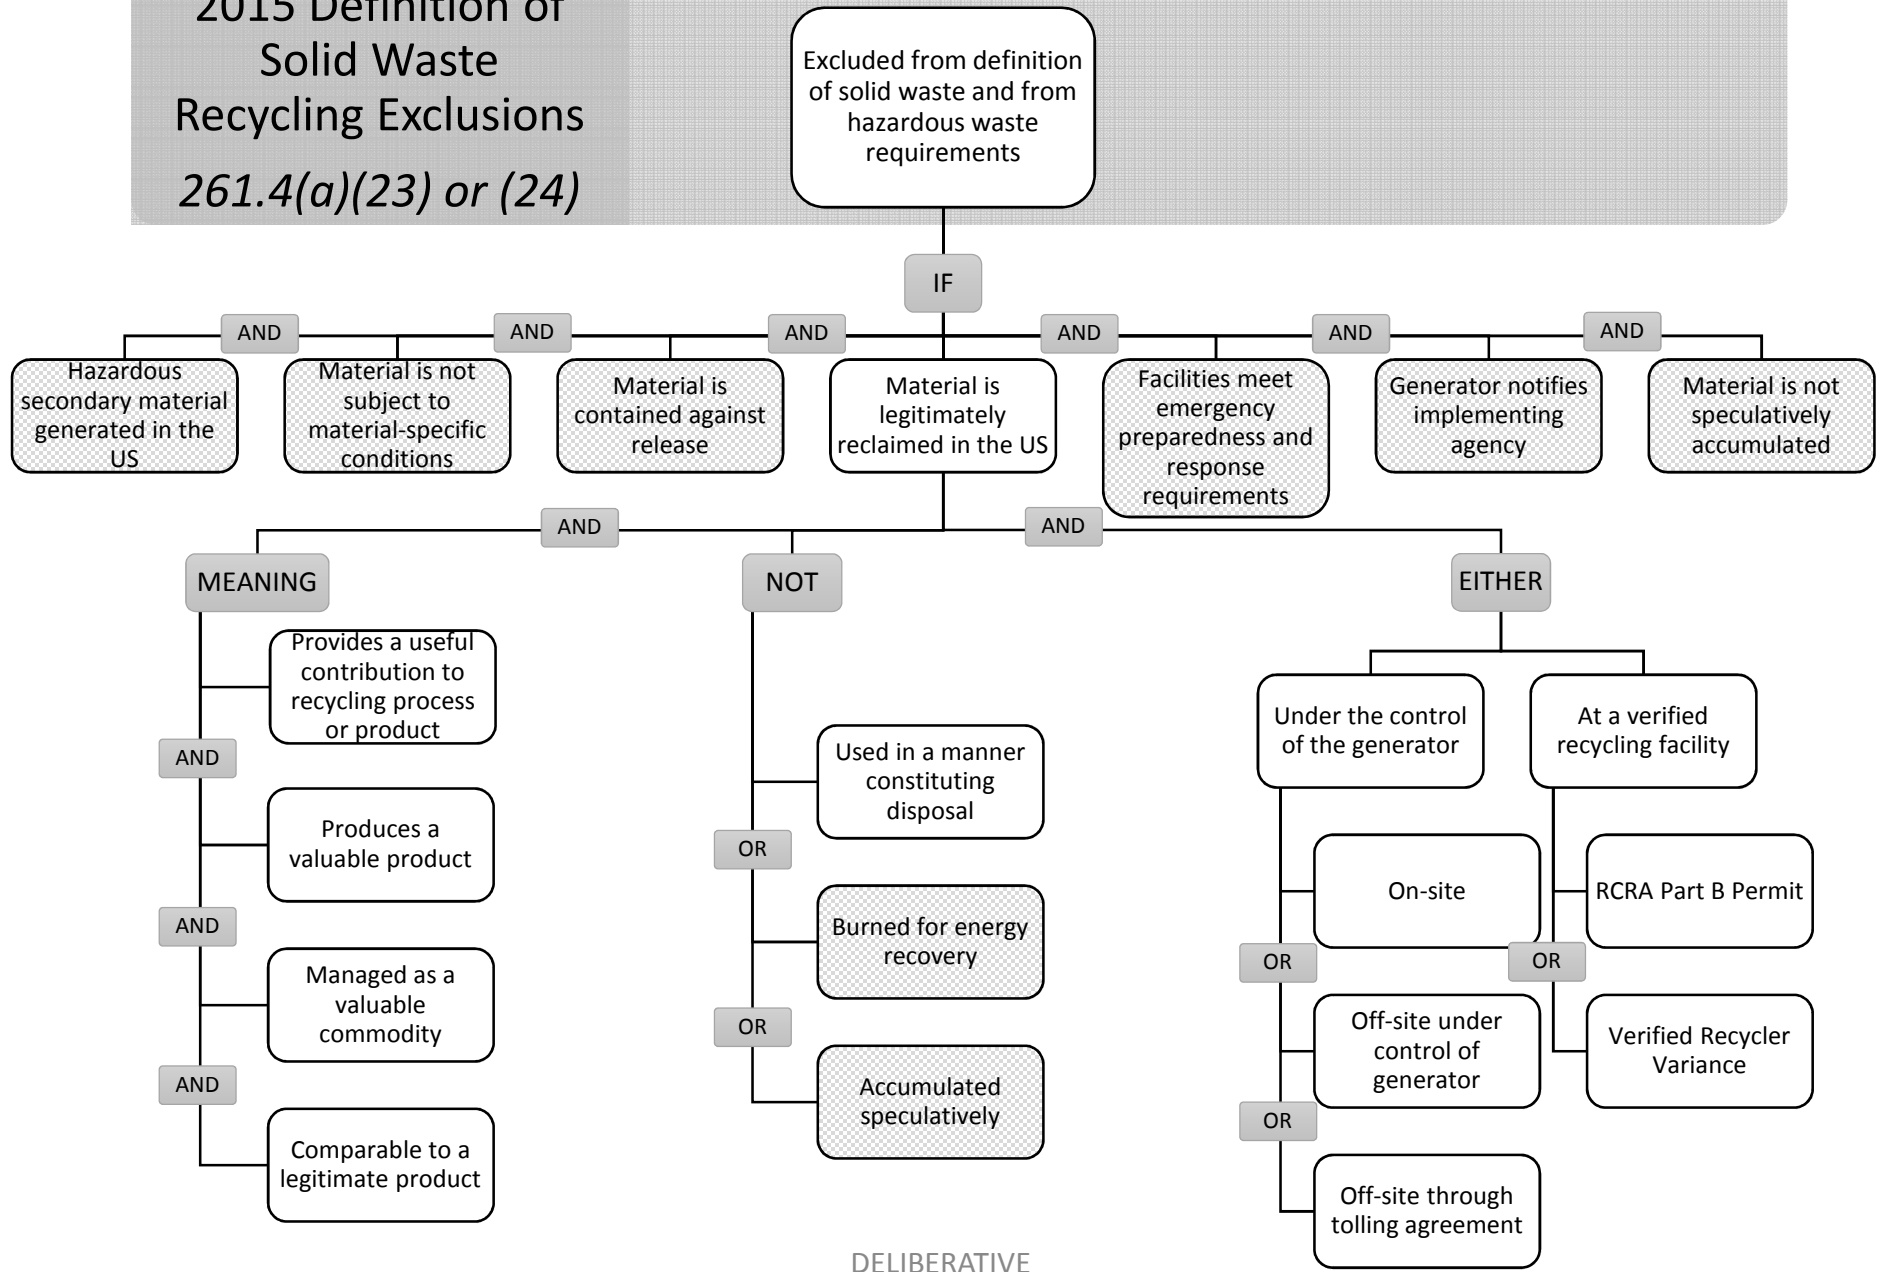 2015 Definition of
Solid Waste
Recycling Exclusions
261.4(a)(23) or (24)
Excluded from definition
of solid waste and from
hazardous waste
requirements
IF
AND
AND
AND
AND
AND
AND
Hazardous
secondary material
generated in the
US
Material is not
subject to
material-specific
conditions
Material is
contained against
release
Material is
legitimately
reclaimed in the US
Facilities meet
emergency
preparedness and
response
requirements
Generator notifies
implementing
agency
Material is not
speculatively
accumulated
AND
AND
MEANING
Provides a useful
contribution to
recycling process
or product
AND
Produces a
valuable product
AND
Managed as a
valuable
commodity
AND
Comparable to a
legitimate product
NOT
Used in a manner
constituting
disposal
OR
Burned for energy
recovery
OR
Accumulated
speculatively
EITHER
Under the control
of the generator
On-site
OR
Off-site under
control of
generator
OR
Off-site through
tolling agreement
At a verified
recycling facility
RCRA Part B Permit
OR
Verified Recycler
Variance
DELIBERATIVE